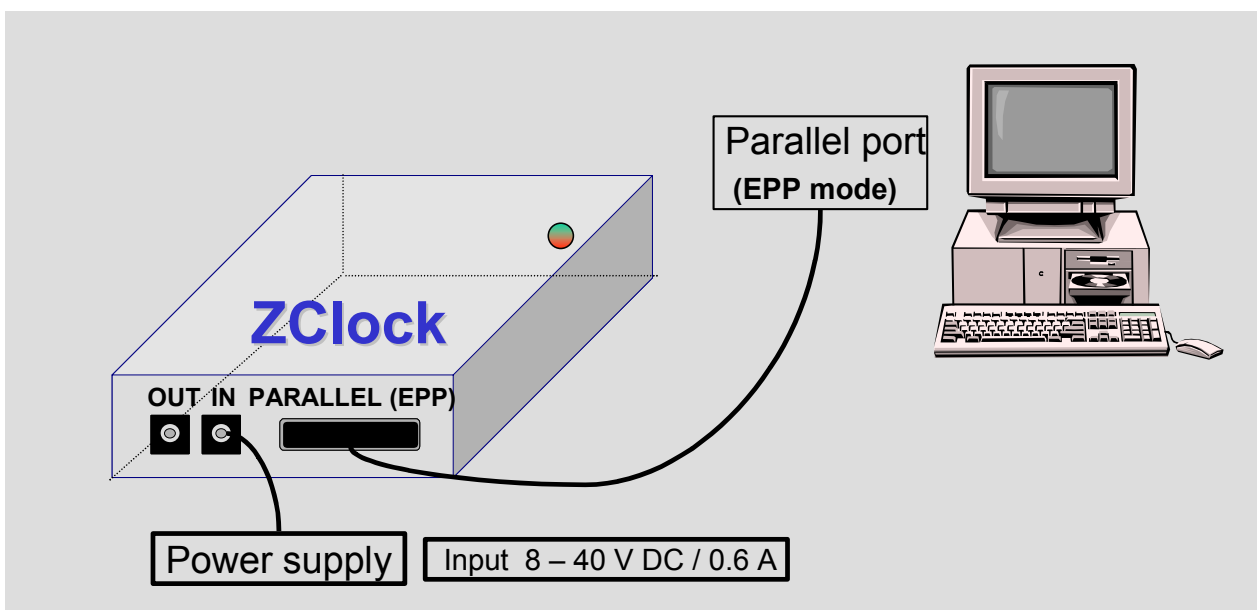 Parallel port
(EPP mode)
ZClock
OUT IN PARALLEL (EPP)
Power supply
Input 8 – 40 V DC / 0.6 A